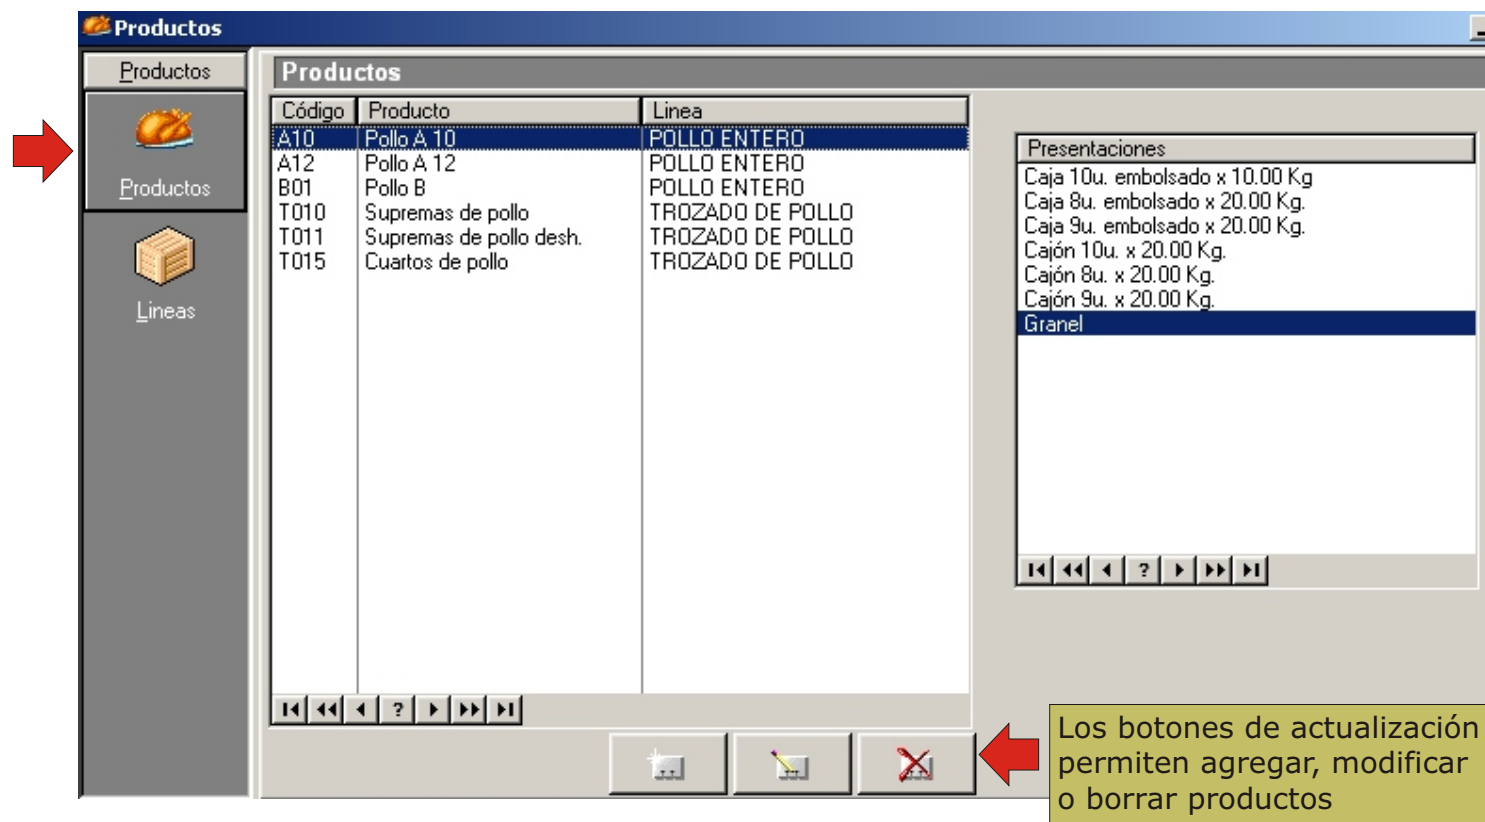 Productos
Productos
Productos
Código Producto Linea
A10 Pollo A 10 POLLO ENTERO
A12 Pollo A 12 POLLO ENTERO
B01 Pollo B POLLO ENTERO
T010 Supremas de pollo TROZADO DE POLLO
T011 Supremas de pollo desh. TROZADO DE POLLO
T015 Cuartos de pollo TROZADO DE POLLO
Productos
Lineas
Presentaciones
Caja 10u. embolsado x 10.00 Kg
Caja 8u. embolsado x 20.00 Kg.
Caja 9u. embolsado x 20.00 Kg.
Cajón 10u. x 20.00 Kg.
Cajón 8u. x 20.00 Kg.
Cajón 9u. x 20.00 Kg.
Granel
?
?
Los botones de actualización
permiten agregar, modificar
o borrar productos